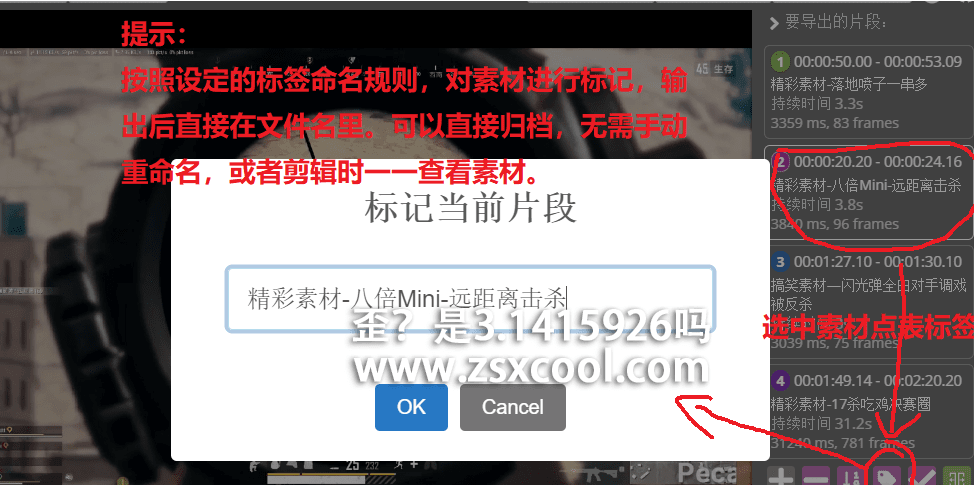 提示：
按照设定的标签命名规则，对素材进行标记，输
出后直接在文件名里。可以直接归档，无需手动
重命名，或者剪辑时一一查看素材。
45 生存
标记当前片段
精彩素材-八倍Mini-远距离击杀
歪？是3.1415926吗
www.zsxcool.com
OK
Cancel
25 232
Peca
要导出的片段：
1 00:00:50.00 - 00:00:53.09
精彩素材-落地喷子一串多
持续时间 3.3s
3359 ms, 83 frames
2 00:00:20.20 - 00:00:24.16
精彩素材-八倍Mini-远距离击杀
持续时间 3.8s
3840 ms, 96 frames
3 00:01:27.10 - 00:01:30.10
搞笑素材—闪光弹全白对手调戏
被反杀
选中素材点表标签
3039 ms, 75 frames
4 00:01:49.14 - 00:02:20.20
精彩素材-17杀吃鸡决赛圈
持续时间 31.2s
31240 ms, 781 frames